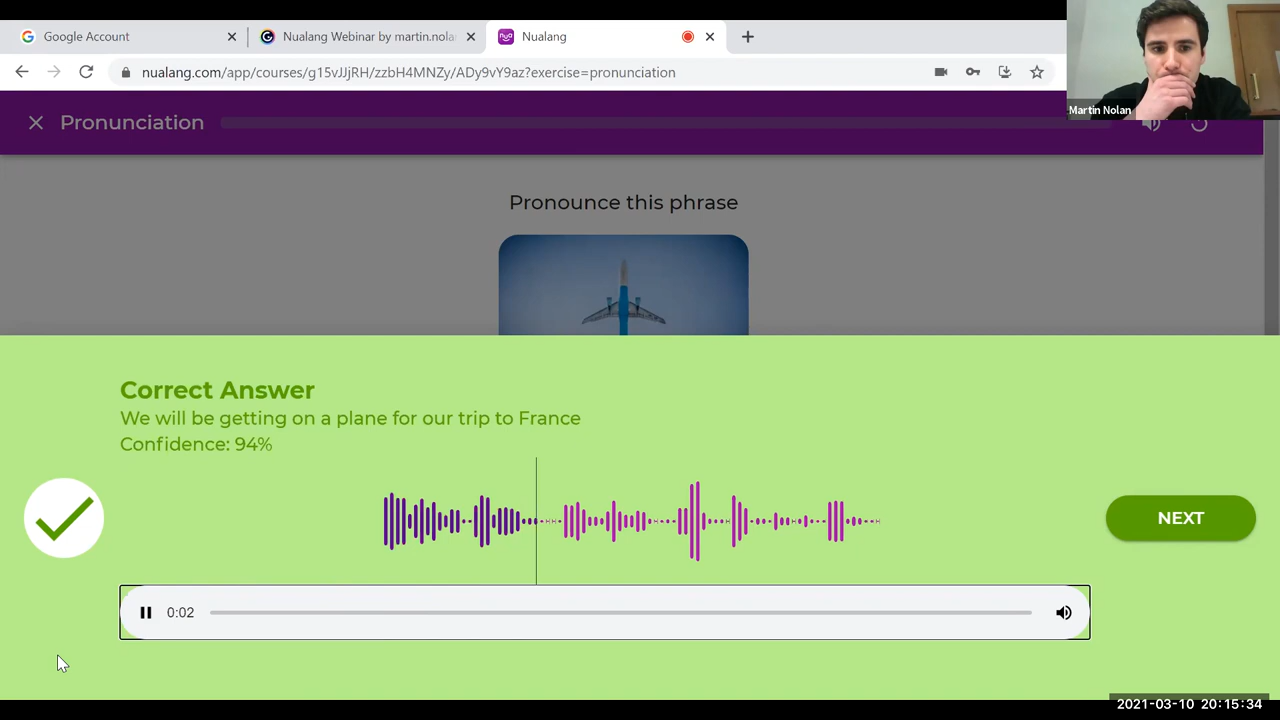 Google Account
Nualang Webinar by martin.nola
Nualang
nualang.com/app/courses/g15vJJjRH/zzbH4MNZy/ADy9vY9az?exercise=pronunciation
Martin Nolan
Pronunciation
Pronounce this phrase
Correct Answer
We will be getting on a plane for our trip to France
Confidence: 94%
NEXT
0:02
2021-03-10 20:15:34